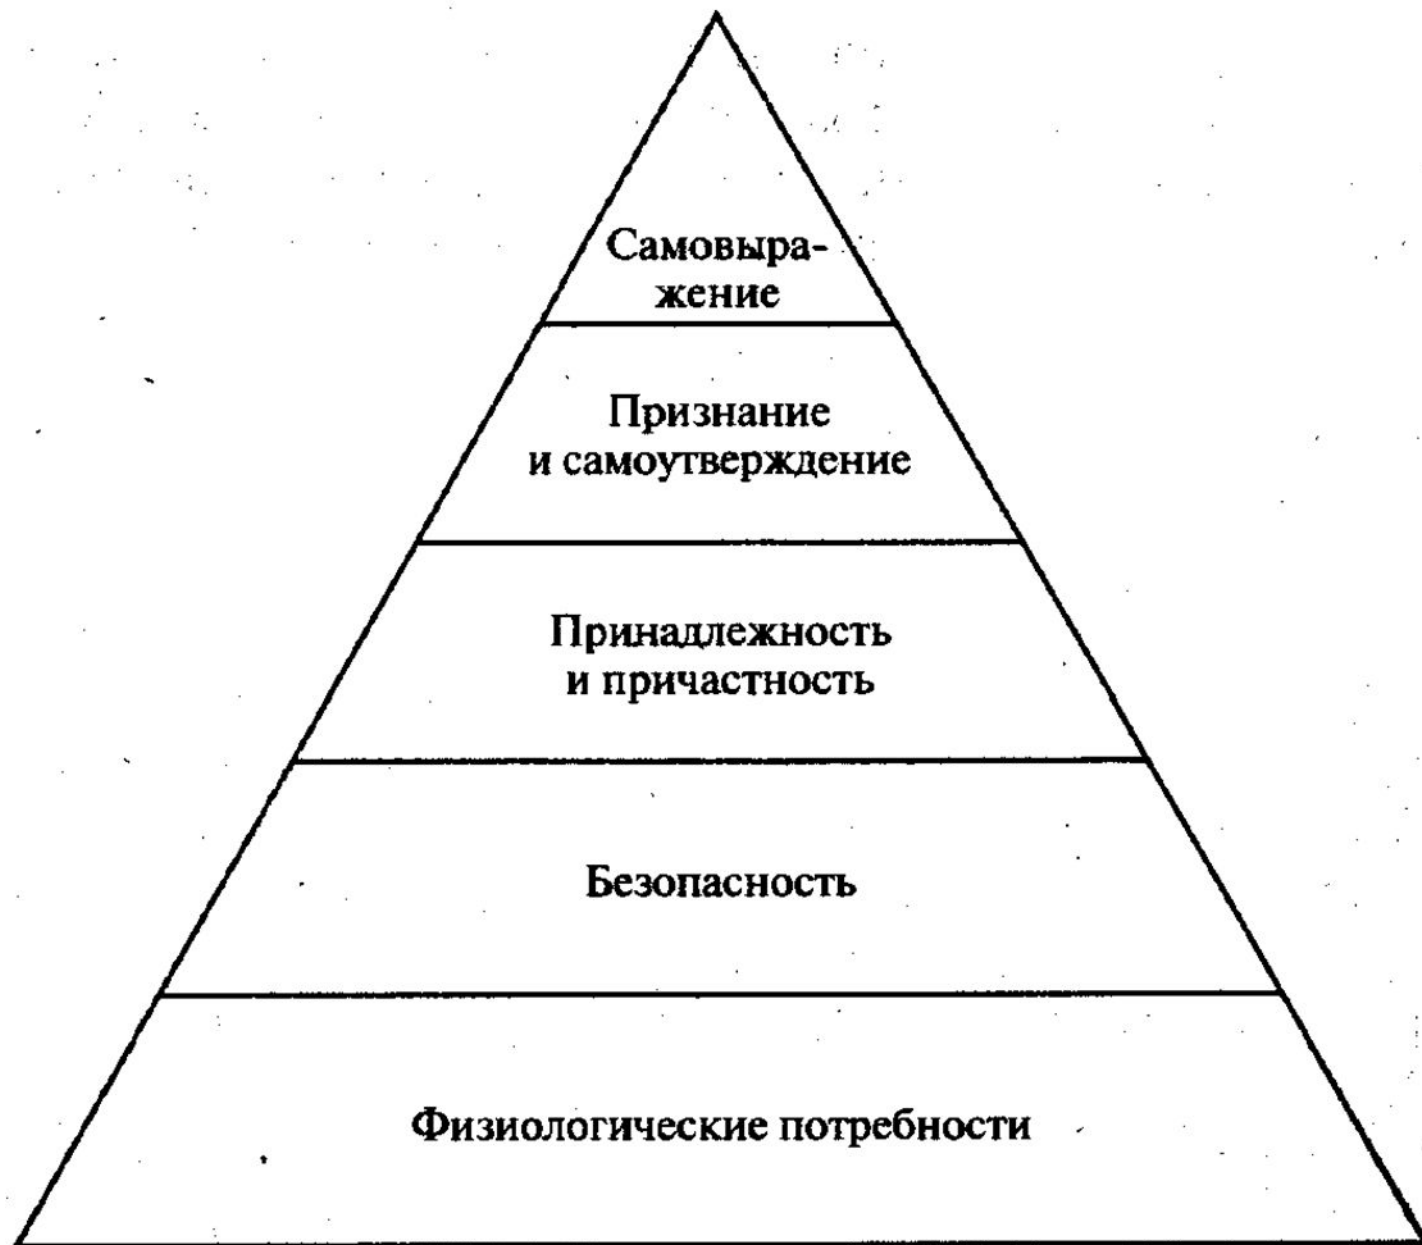 Самовыра-
жение
Признание
и самоутверждение
Принадлежность
и причастность
Безопасность
Физиологические потребности